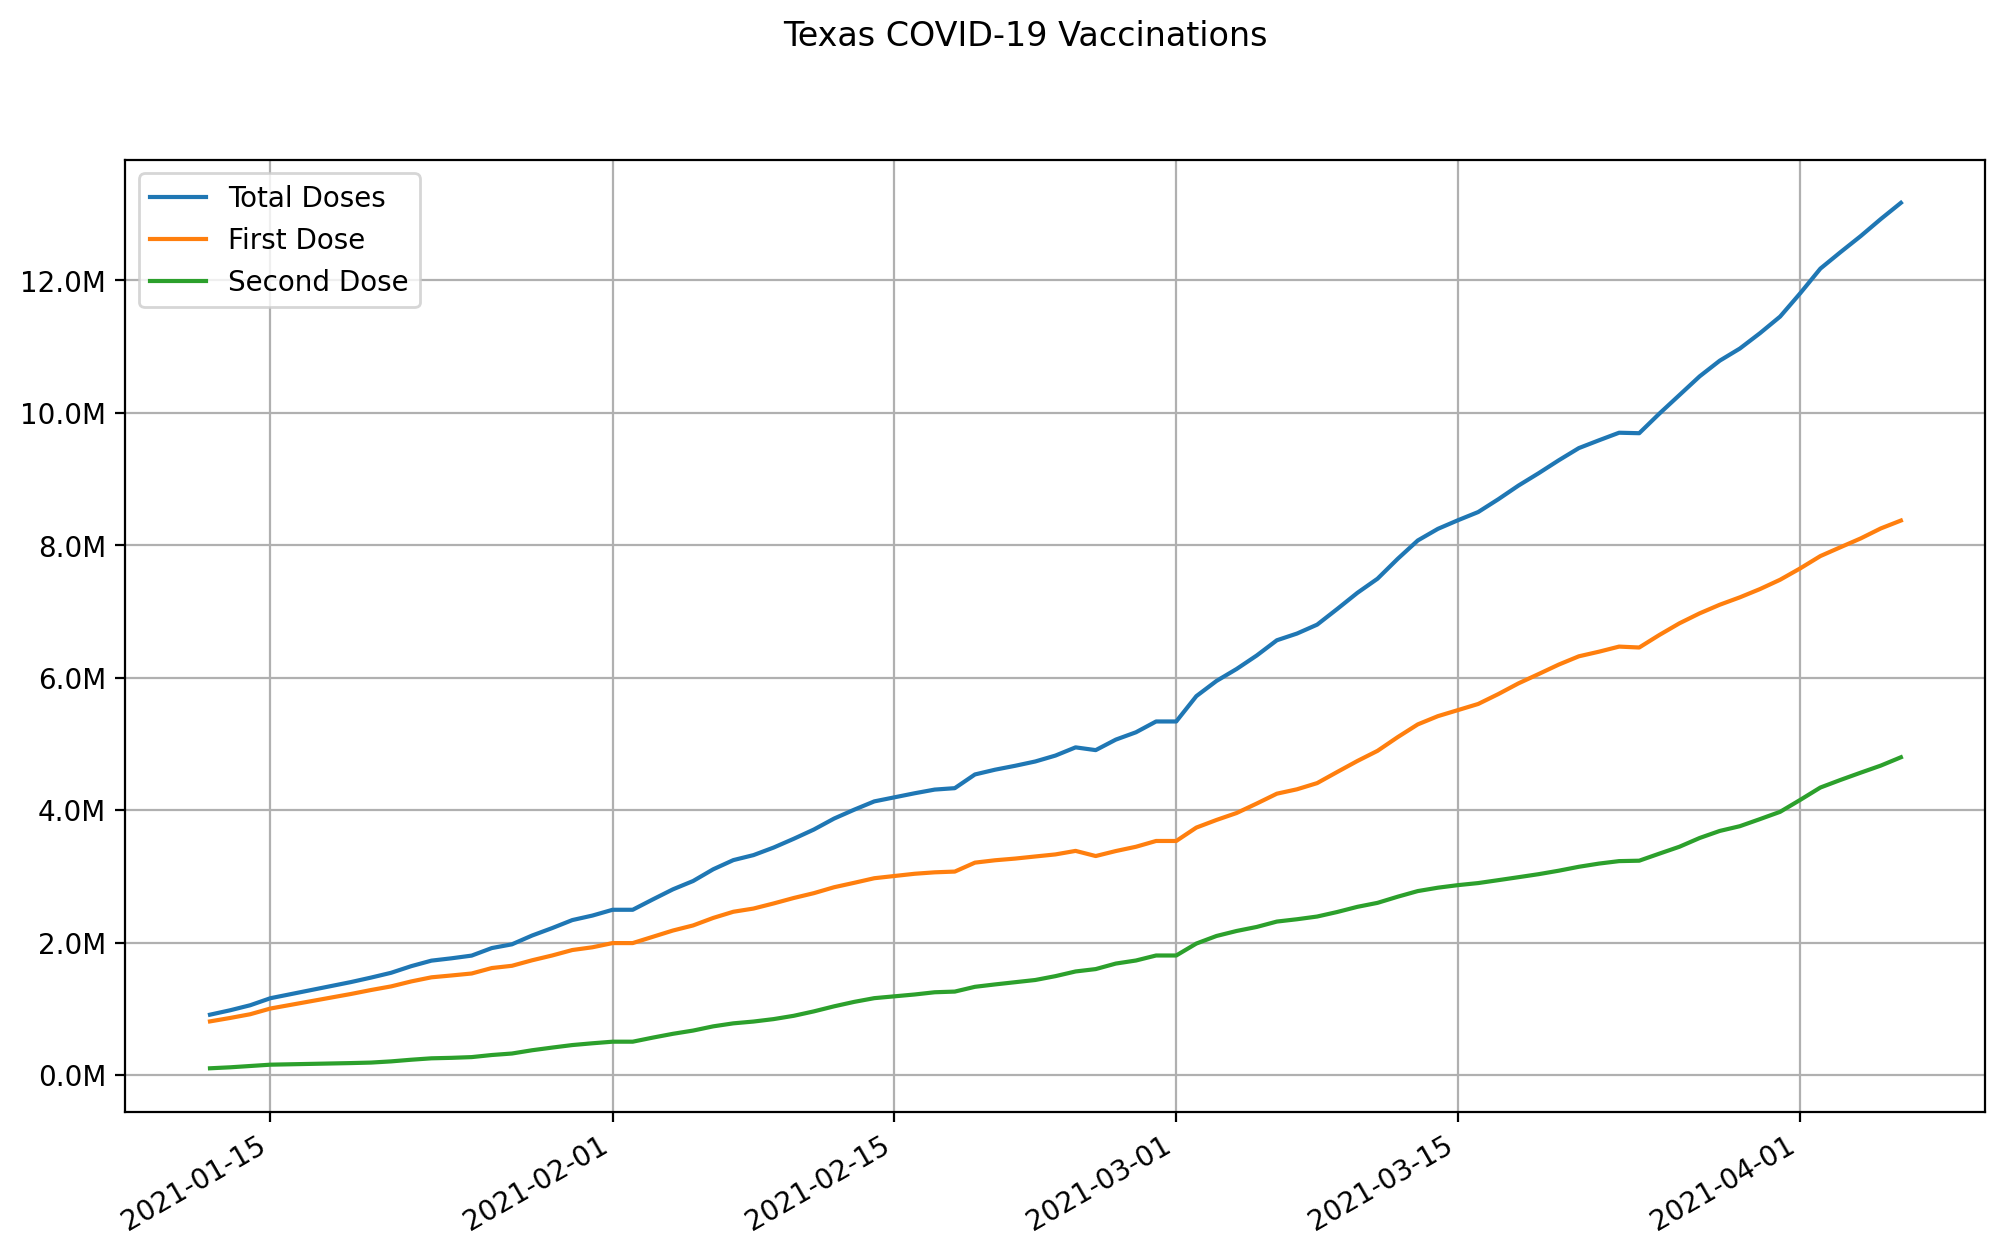 Texas COVID-19 Vaccinations
Total Doses
First Dose
Second Dose
12.0M
10.0M
8.0M
6.0M
4.0M
2.0M
0.0M
2021-01-15
2021-02-01
2021-02-15
2021-03-01
2021-03-15
2021-04-01